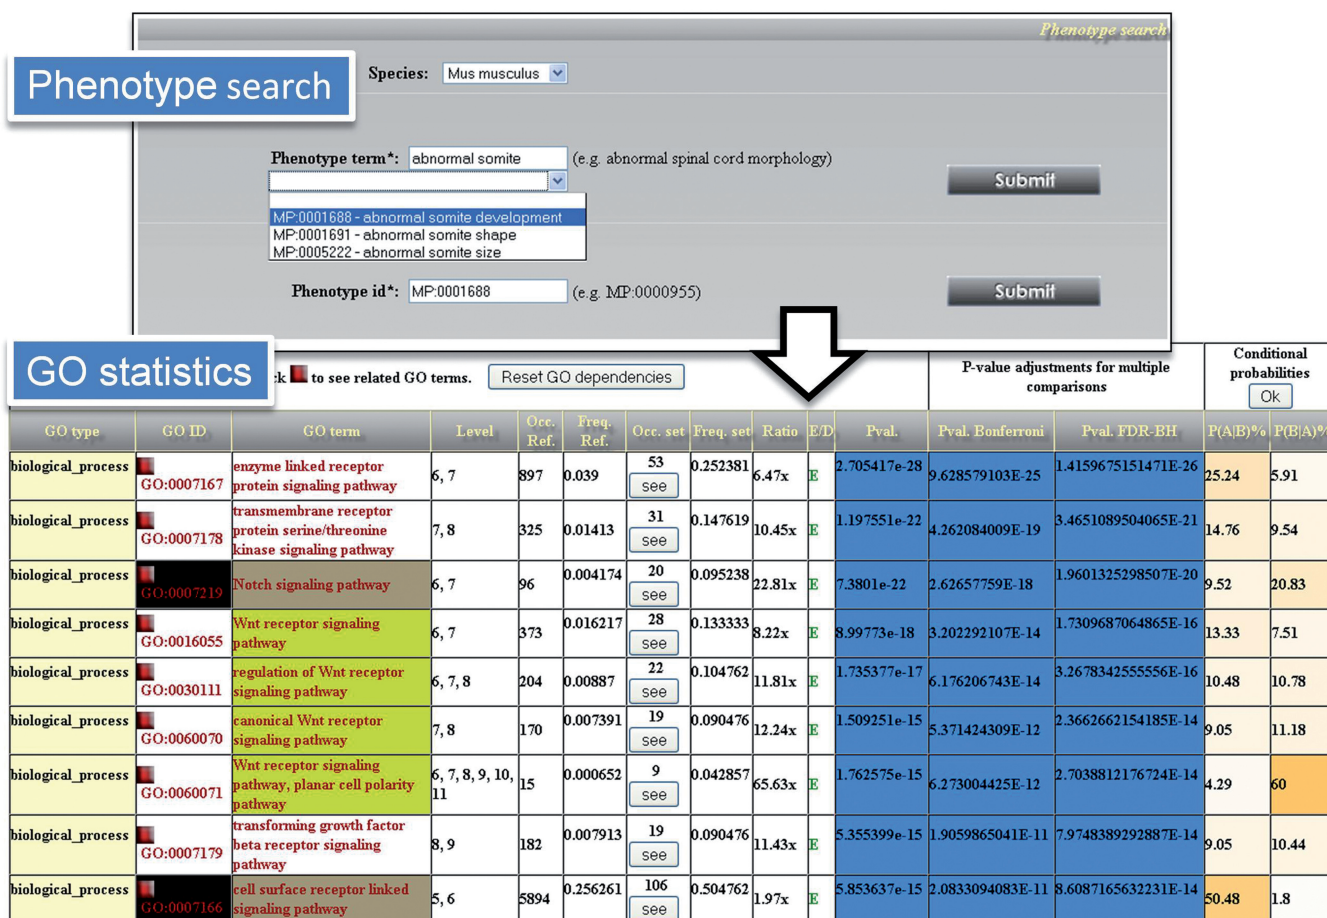 Phenotype search
Phenotype search
Species: Mus musculus
Phenotype term*: abnormal somite (e.g. abnormal spinal cord morphology)
Submit
MP:0001688 - abnormal somite development
MP:0001691 - abnormal somite shape
MP:0005222 - abnormal somite size
Phenotype id*: MP:0001688 (e.g. MP:0000955)
Submit
GO statistics
to see related GO terms. Reset GO dependencies
P-value adjustments for multiple
comparisons
Conditional
probabilities
Ok
GO type GO ID GO term Level Occ. Ref. Freq. Ref. Occ. set Freq. set Ratio E/D Pval. Pval. Bonferroni Pval. FDR-BH P(A|B)% P(B|A)%
biological_process GO:0007167 enzyme linked receptor protein signaling pathway 6, 7 897 0.039 53 see 0.252381 6.47x E 2.705417e-28 9.628579103E-25 1.4159675151471E-26 25.24 5.91
biological_process GO:0007178 transmembrane receptor protein serine/threonine kinase signaling pathway 7, 8 325 0.01413 31 see 0.147619 10.45x E 1.197551e-22 4.262084009E-19 3.4651089504065E-21 14.76 9.54
biological_process GO:0007219 Notch signaling pathway 6, 7 96 0.004174 20 see 0.095238 22.81x E 7.3801e-22 2.62657759E-18 1.9601325298507E-20 9.52 20.83
biological_process GO:0016055 Wnt receptor signaling pathway 6, 7 373 0.016217 28 see 0.133333 8.22x E 8.99773e-18 3.202292107E-14 1.7309687064865E-16 13.33 7.51
biological_process GO:0030111 regulation of Wnt receptor signaling pathway 6, 7, 8 204 0.00887 22 see 0.104762 11.81x E 1.735377e-17 6.176206743E-14 3.2678342555556E-16 10.48 10.78
biological_process GO:0060070 canonical Wnt receptor signaling pathway 7, 8 170 0.007391 19 see 0.090476 12.24x E 1.509251e-15 5.371424309E-12 2.3662662154185E-14 9.05 11.18
biological_process GO:0060071 Wnt receptor signaling pathway, planar cell polarity pathway 6, 7, 8, 9, 10, 11 15 0.000652 9 see 0.042857 65.63x E 1.762575e-15 6.273004425E-12 2.7038812176724E-14 4.29 60
biological_process GO:0007179 transforming growth factor beta receptor signaling pathway 8, 9 182 0.007913 19 see 0.090476 11.43x E 5.355399e-15 1.9059865041E-11 7.9748389292887E-14 9.05 10.44
biological_process GO:0007166 cell surface receptor linked signaling pathway 5, 6 5894 0.256261 106 see 0.504762 1.97x E 5.853637e-15 2.0833094083E-11 8.6087165632231E-14 50.48 1.8